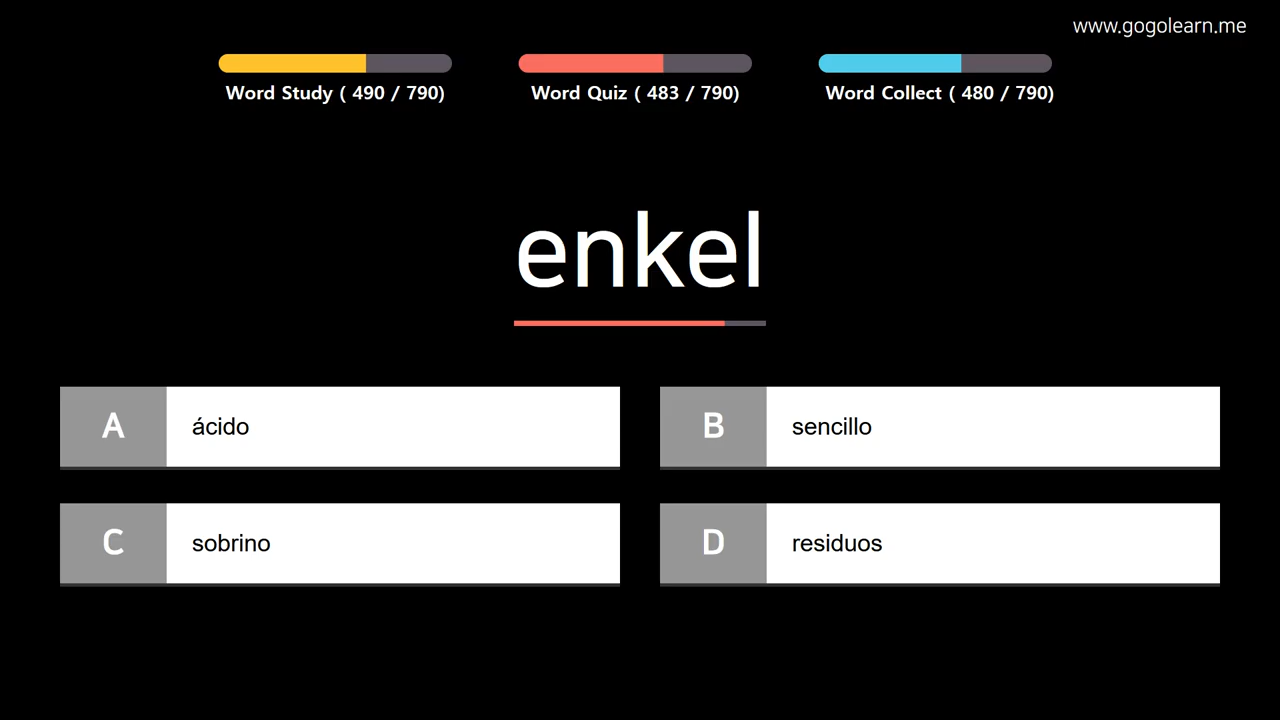 www.gogolearn.me
Word Study ( 490 / 790)
Word Quiz ( 483 / 790)
Word Collect ( 480 / 790)
enkel
A ácido
B sencillo
C sobrino
D residuos